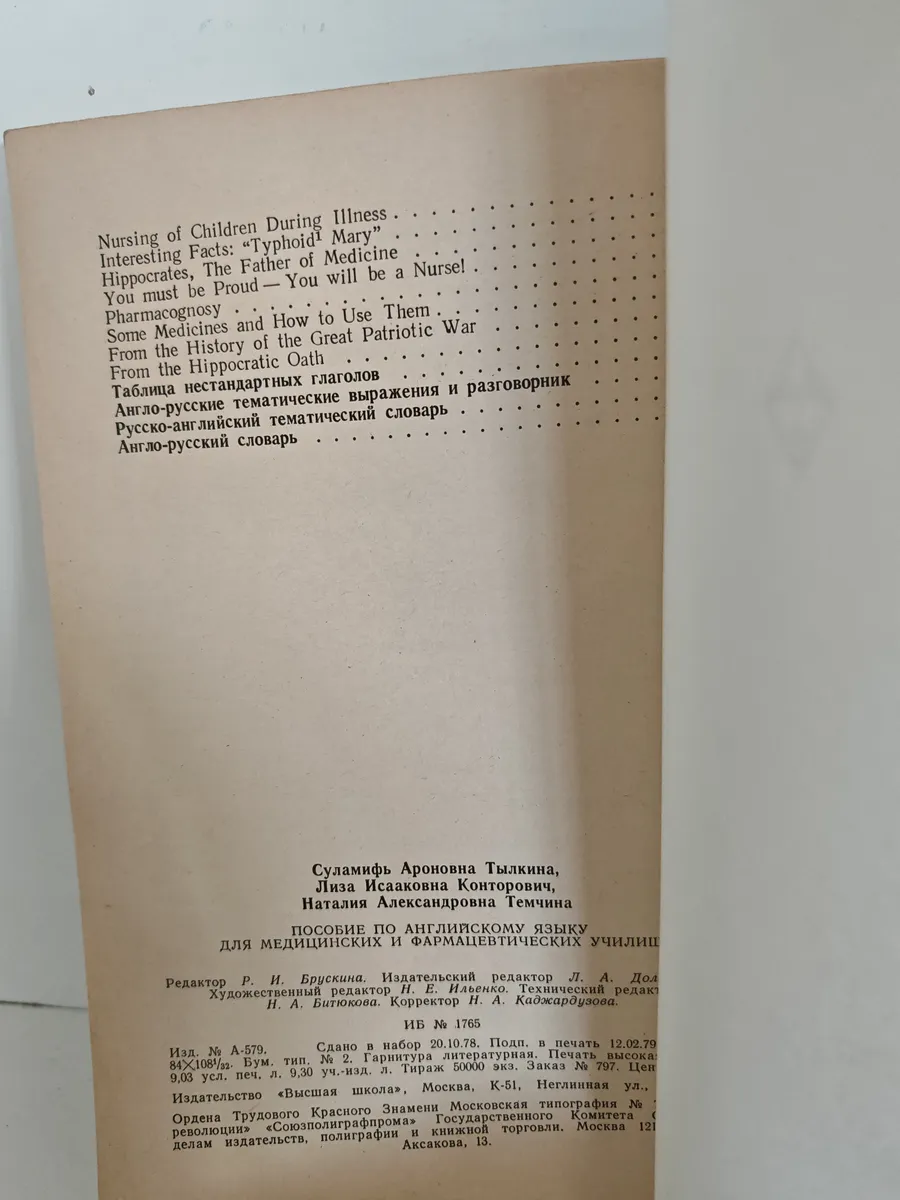 Nursing of Children During Illness . . . . . . . . . . . .
Interesting Facts: “Typhoid¹ Mary” . . . . . . . . . . . .
Hippocrates, The Father of Medicine . . . . . . . . . . .
You must be Proud — You will be a Nurse! . . . . . . . .
Pharmacognosy . . . . . . . . . . . . . . . . . . .
Some Medicines and How to Use Them . . . . . . . . . .
From the History of the Great Patriotic War . . . . . . .
From the Hippocratic Oath . . . . . . . . . . . . . .
Таблица нестандартных глаголов . . . . . . . . . . . .
Англо-русские тематические выражения и разговорник . . . .
Русско-английский тематический словарь . . . . . . . . .
Англо-русский словарь . . . . . . . . . . . . . . .
Суламифь Ароновна Тылкина,
Лиза Исааковна Конторович,
Наталия Александровна Темчина
ПОСОБИЕ ПО АНГЛИЙСКОМУ ЯЗЫКУ
ДЛЯ МЕДИЦИНСКИХ И ФАРМАЦЕВТИЧЕСКИХ УЧИЛИЩ
Редактор Р. И. Брускина. Издательский редактор Л. А. Дол
Художественный редактор Н. Е. Ильенко. Технический редакт
Н. А. Битюкова. Корректор Н. А. Каджардузова.
ИБ № 1765
Изд. № А-579. Сдано в набор 20.10.78. Подп. в печать 12.02.79
84×108¹/₃₂. Бум. тип. № 2. Гарнитура литературная. Печать высока
9,03 усл. печ. л. 9,30 уч.-изд. л. Тираж 50000 экз. Заказ № 797. Цен
Издательство «Высшая школа», Москва, К-51, Неглинная ул.,
Ордена Трудового Красного Знамени Московская типография №
революции» «Союзполиграфпрома» Государственного Комитета
делам издательств, полиграфии и книжной торговли. Москва 121
Аксакова, 13.